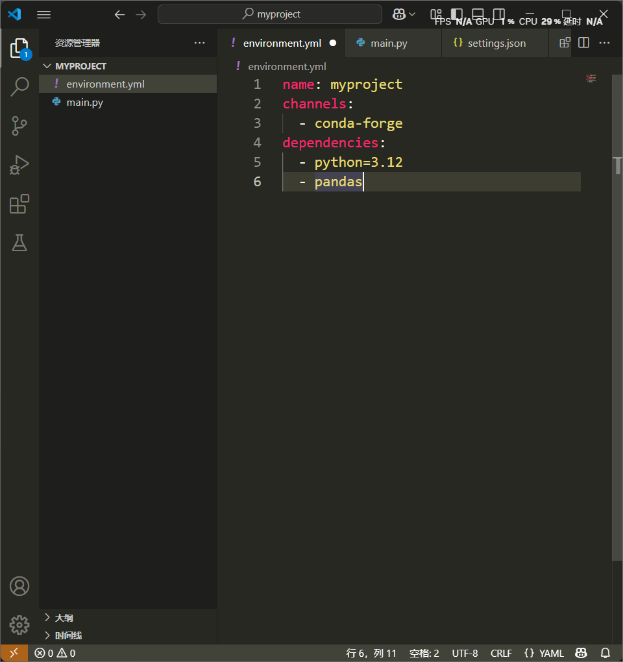 myproject
FPS N/A GPU 1 % CPU 29 % 延时 N/A
1
资源管理器
environment.yml
main.py
settings.json
MYPROJECT
environment.yml
main.py
environment.yml
1 name: myproject
2 channels:
3 - conda-forge
4 dependencies:
5 - python=3.12
6 - pandas
大纲
时间线
0 0
行 6，列 11
空格: 2
UTF-8
CRLF
{} YAML